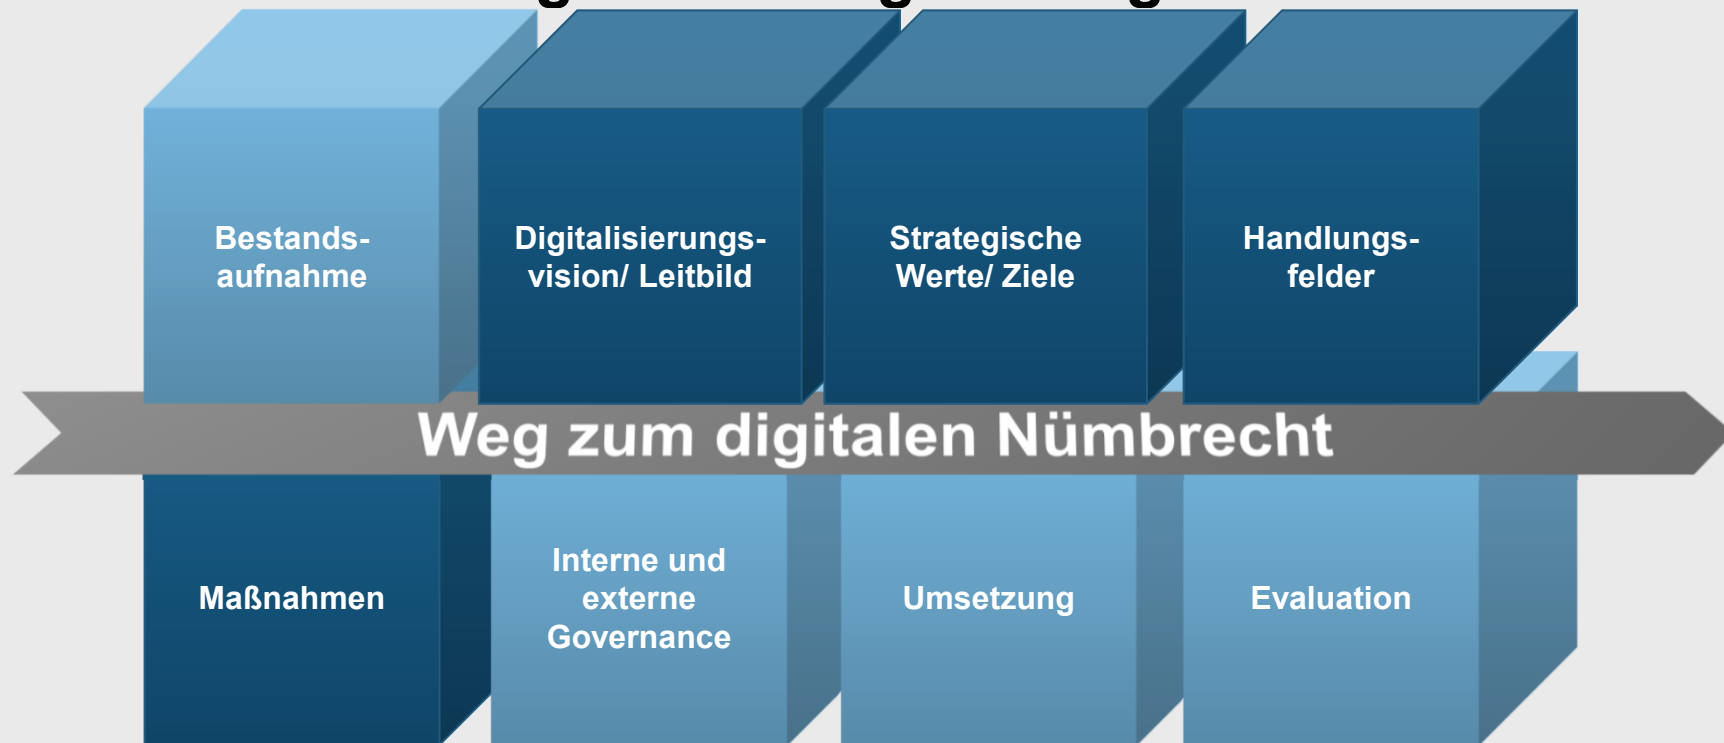 Bestands-
aufnahme
Digitalisierungs-
vision/ Leitbild
Strategische
Werte/ Ziele
Handlungs-
felder
Weg zum digitalen Nümbrecht
Maßnahmen
Interne und
externe
Governance
Umsetzung
Evaluation